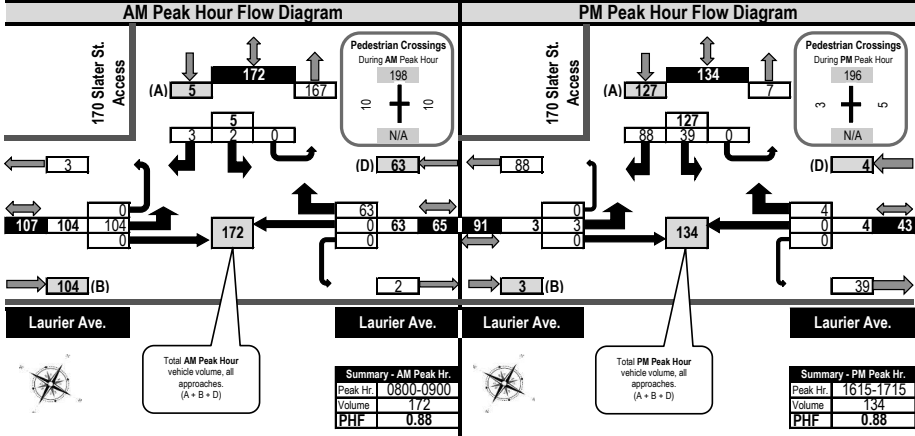 AM Peak Hour Flow Diagram
170 Slater St.
Access
172
(A) 5
167
Pedestrian Crossings
During AM Peak Hour
198
10 10
N/A
5
3 2 0
3
(D) 63
0
107 104 104
0
172
63
0 63 65
0
104 (B)
2
Laurier Ave.
Laurier Ave.
Total AM Peak Hour
vehicle volume, all
approaches.
(A + B + D)
Summary - AM Peak Hr.
Peak Hr. 0800-0900
Volume 172
PHF 0.88
PM Peak Hour Flow Diagram
170 Slater St.
Access
134
(A) 127
7
Pedestrian Crossings
During PM Peak Hour
196
3 5
N/A
127
88 39 0
88
(D) 4
0
91 3 3
0
134
4
0 4 43
0
3 (B)
39
Laurier Ave.
Laurier Ave.
Total PM Peak Hour
vehicle volume, all
approaches.
(A + B + D)
Summary - PM Peak Hr.
Peak Hr. 1615-1715
Volume 134
PHF 0.88